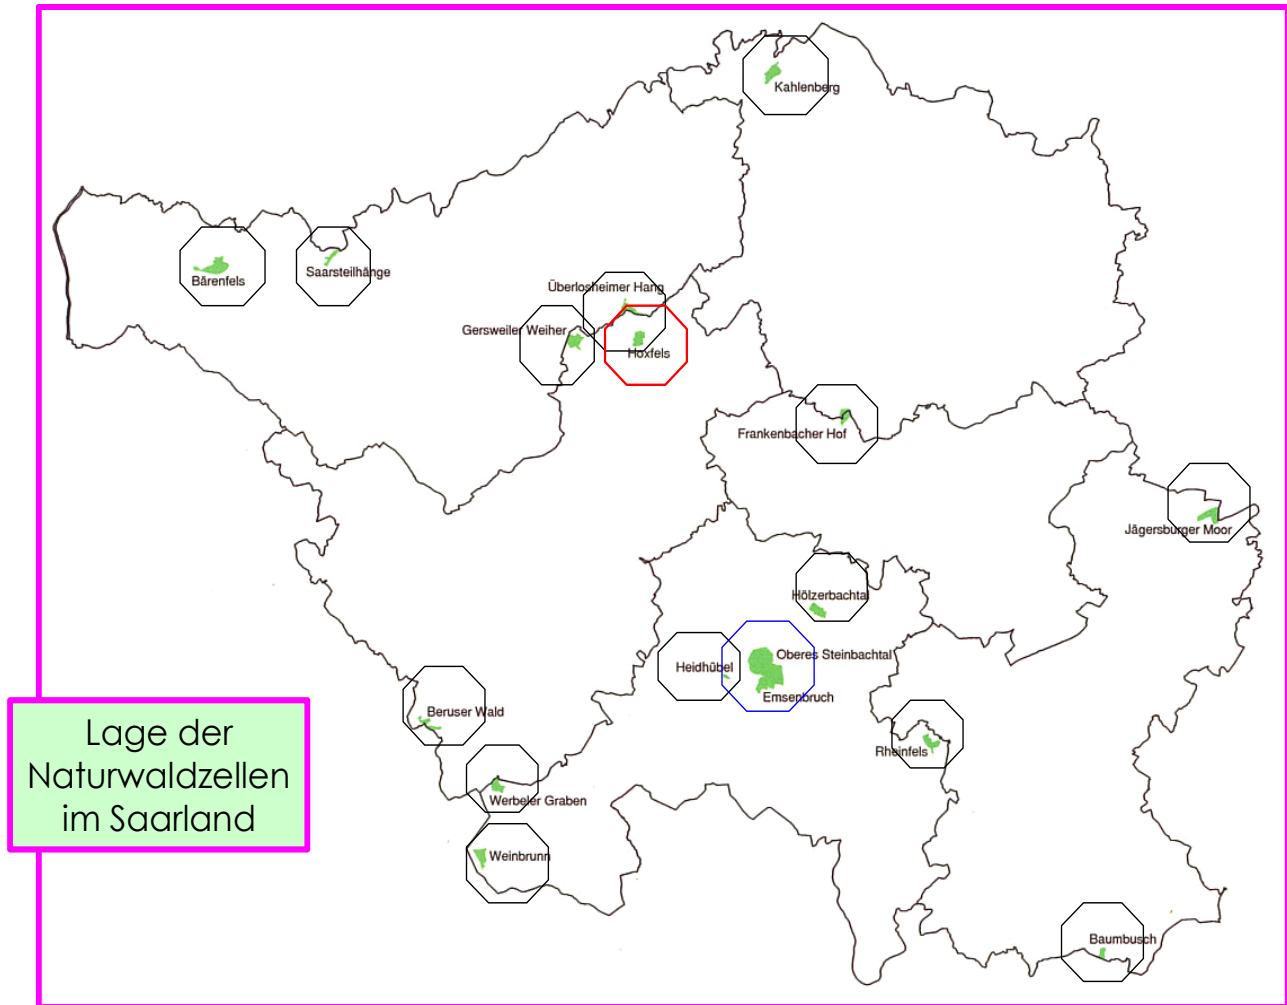 Kahlenberg
Bärenfels
Saarsteilhänge
Überlosheimer Hang
Gersweiler Weiher
Hoxfels
Frankenbacher Hof
Jägersburger Moor
Hölzerbachtal
Heidhübel
Oberes Steinbachtal
Emsenbruch
Beruser Wald
Rheinfels
Werbeler Graben
Weinbrunn
Baumbusch
Lage der
Naturwaldzellen
im Saarland